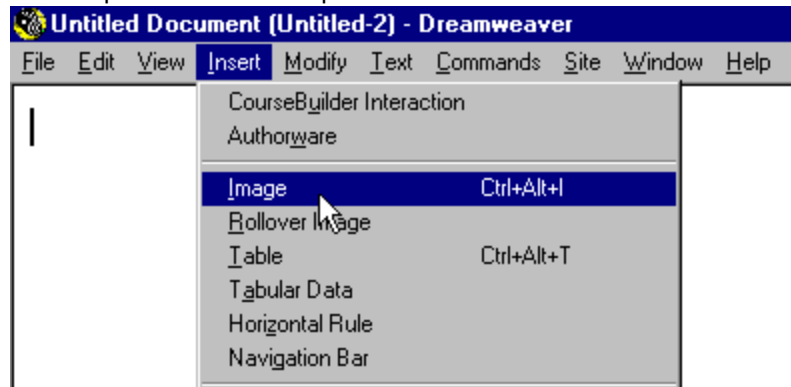 Untitled Document (Untitled-2) - Dreamweaver
File Edit View Insert Modify Text Commands Site Window Help
CourseBuilder Interaction
Authorware
Image Ctrl+Alt+I
Rollover Image
Table Ctrl+Alt+T
Tabular Data
Horizontal Rule
Navigation Bar